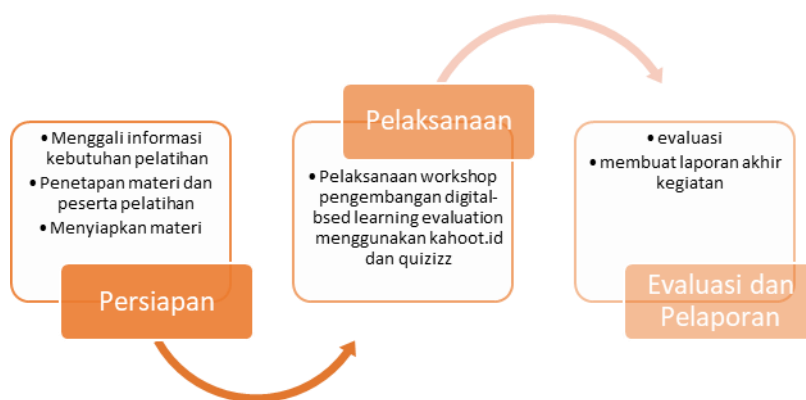 • Menggali informasi
kebutuhan pelatihan
• Penetapan materi dan
peserta pelatihan
• Menyiapkan materi
Persiapan
Pelaksanaan
• Pelaksanaan workshop
pengembangan digital-
bsed learning evaluation
menggunakan kahoot.id
dan quizizz
• evaluasi
• membuat laporan akhir
kegiatan
Evaluasi dan
Pelaporan